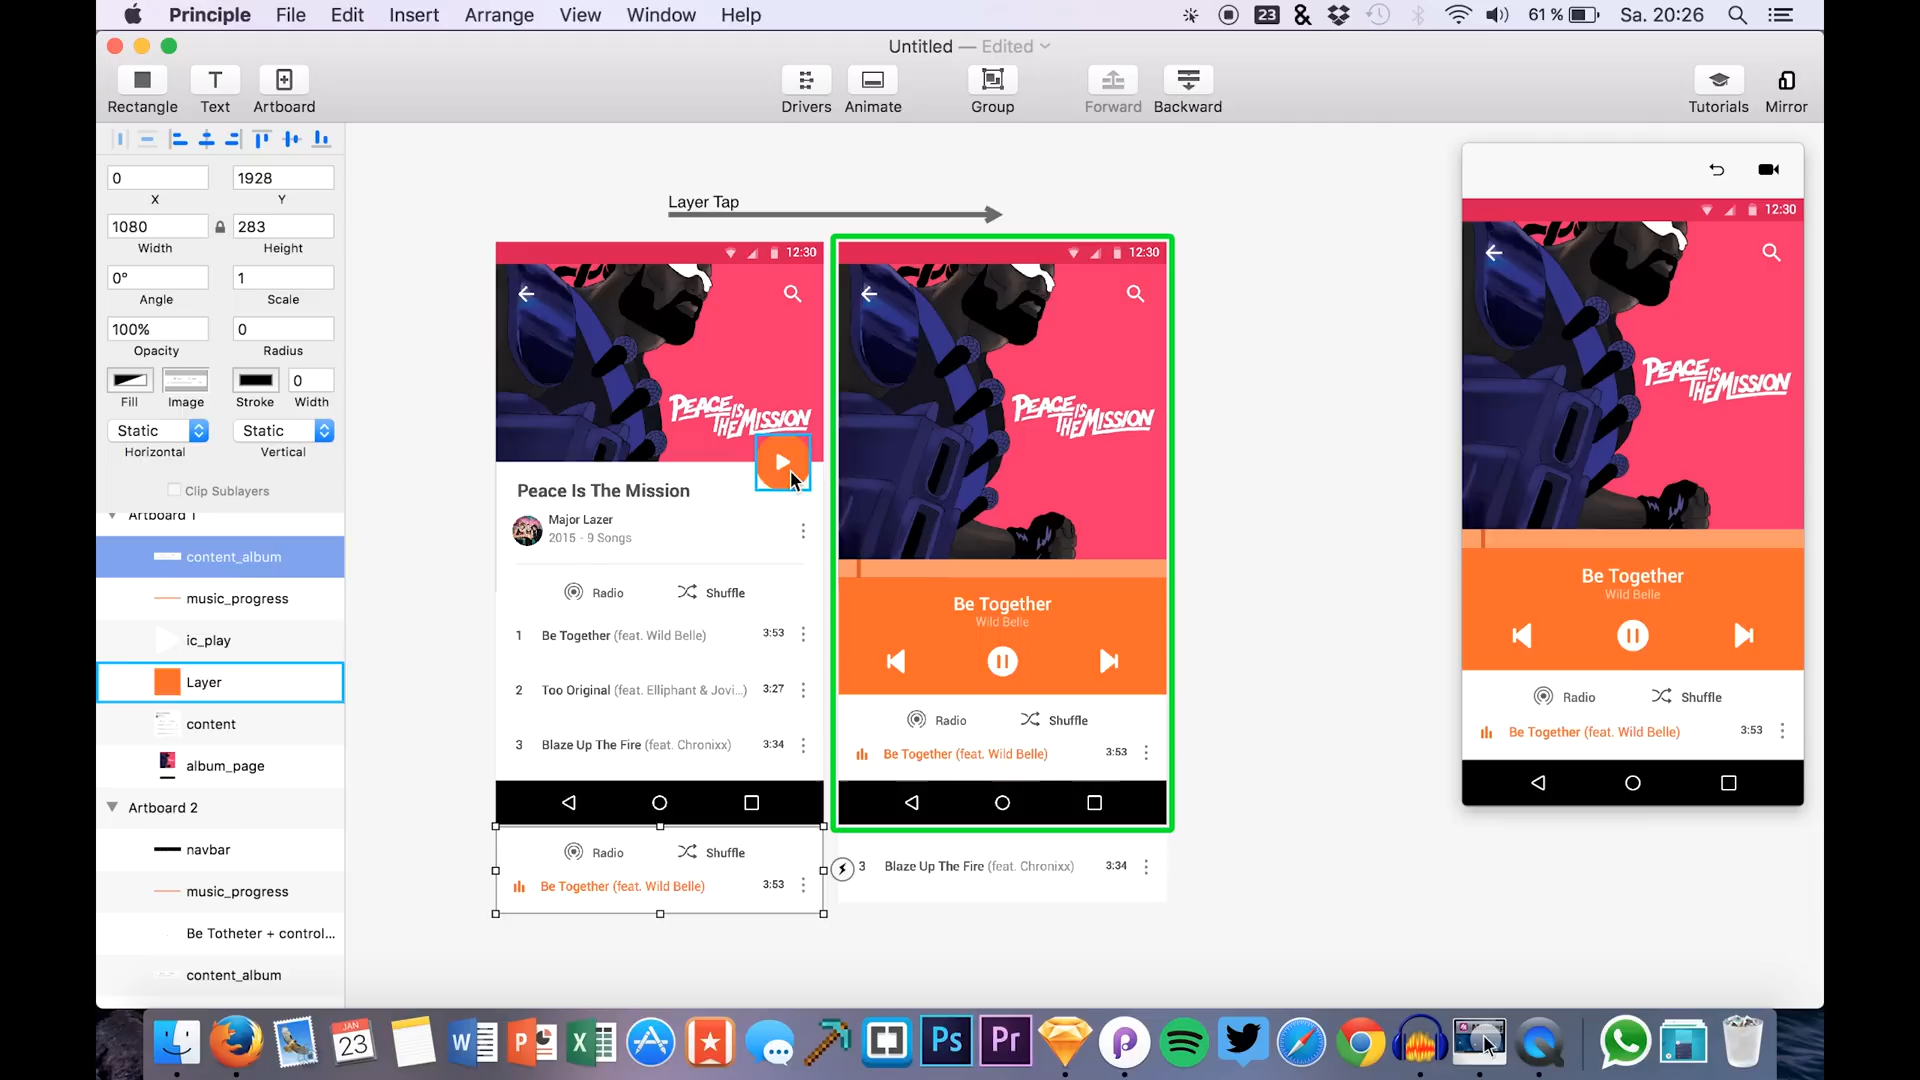 Principle File Edit Insert Arrange View Window Help 23 61 % Sa. 20:26
Untitled — Edited
Rectangle Text Artboard Drivers Animate Group Forward Backward Tutorials Mirror
0 1928
X Y
1080 283
Width Height
0° 1
Angle Scale
100% 0
Opacity Radius
0
Fill Image Stroke Width
Static Static
Horizontal Vertical
Clip Sublayers
Artboard 1
content_album
music_progress
ic_play
Layer
content
album_page
Artboard 2
navbar
music_progress
Be Totheter + control...
content_album
Layer Tap
12:30
PEACE IS THE MISSION
Peace Is The Mission
Major Lazer
2015 - 9 Songs
Radio Shuffle
1 Be Together (feat. Wild Belle) 3:53
2 Too Original (feat. Elliphant & Jovi...) 3:27
3 Blaze Up The Fire (feat. Chronixx) 3:34
Radio Shuffle
Be Together (feat. Wild Belle) 3:53
12:30
PEACE IS THE MISSION
Be Together
Wild Belle
Radio Shuffle
Be Together (feat. Wild Belle) 3:53
3 Blaze Up The Fire (feat. Chronixx) 3:34
12:30
PEACE IS THE MISSION
Be Together
Wild Belle
Radio Shuffle
Be Together (feat. Wild Belle) 3:53
JAN
23
W P X Ps Pr